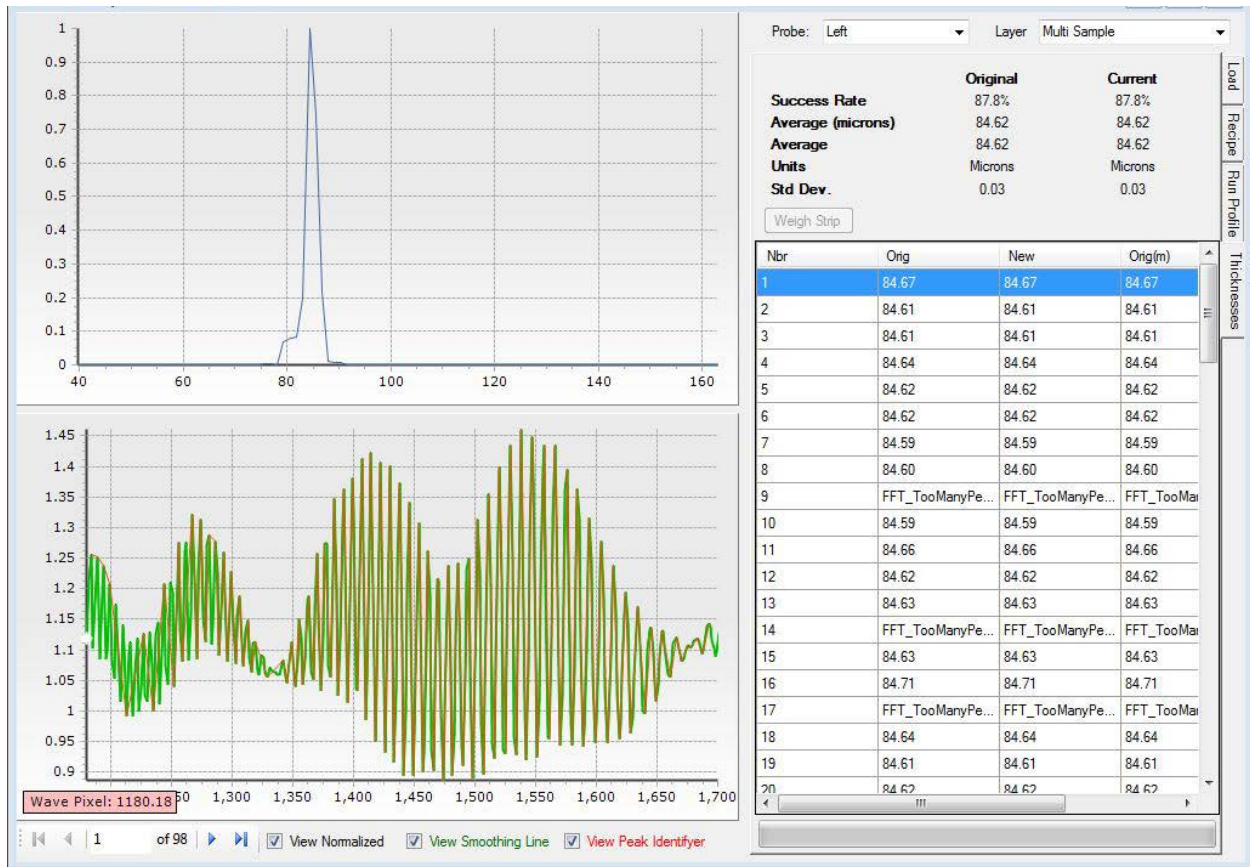 1
0.9
0.8
0.7
0.6
0.5
0.4
0.3
0.2
0.1
0
40 60 80 100 120 140 160
1.45
1.4
1.35
1.3
1.25
1.2
1.15
1.1
1.05
1
0.95
0.9
Wave Pixel: 1180.18
1,300 1,350 1,400 1,450 1,500 1,550 1,600 1,650 1,700
1 of 98 View Normalized View Smoothing Line View Peak Identifyer
Probe: Left Layer Multi Sample
Original Current
Success Rate 87.8% 87.8%
Average (microns) 84.62 84.62
Average 84.62 84.62
Units Microns Microns
Std Dev. 0.03 0.03
Weigh Strip
Nbr Orig New Orig(m)
1 84.67 84.67 84.67
2 84.61 84.61 84.61
3 84.61 84.61 84.61
4 84.64 84.64 84.64
5 84.62 84.62 84.62
6 84.62 84.62 84.62
7 84.59 84.59 84.59
8 84.60 84.60 84.60
9 FFT_TooManyPe... FFT_TooManyPe... FFT_TooMa
10 84.59 84.59 84.59
11 84.66 84.66 84.66
12 84.62 84.62 84.62
13 84.63 84.63 84.63
14 FFT_TooManyPe... FFT_TooManyPe... FFT_TooMa
15 84.63 84.63 84.63
16 84.71 84.71 84.71
17 FFT_TooManyPe... FFT_TooManyPe... FFT_TooMa
18 84.64 84.64 84.64
19 84.61 84.61 84.61
20 84.62 84.62 84.62
Load
Recipe
Run Profile
Thicknesses